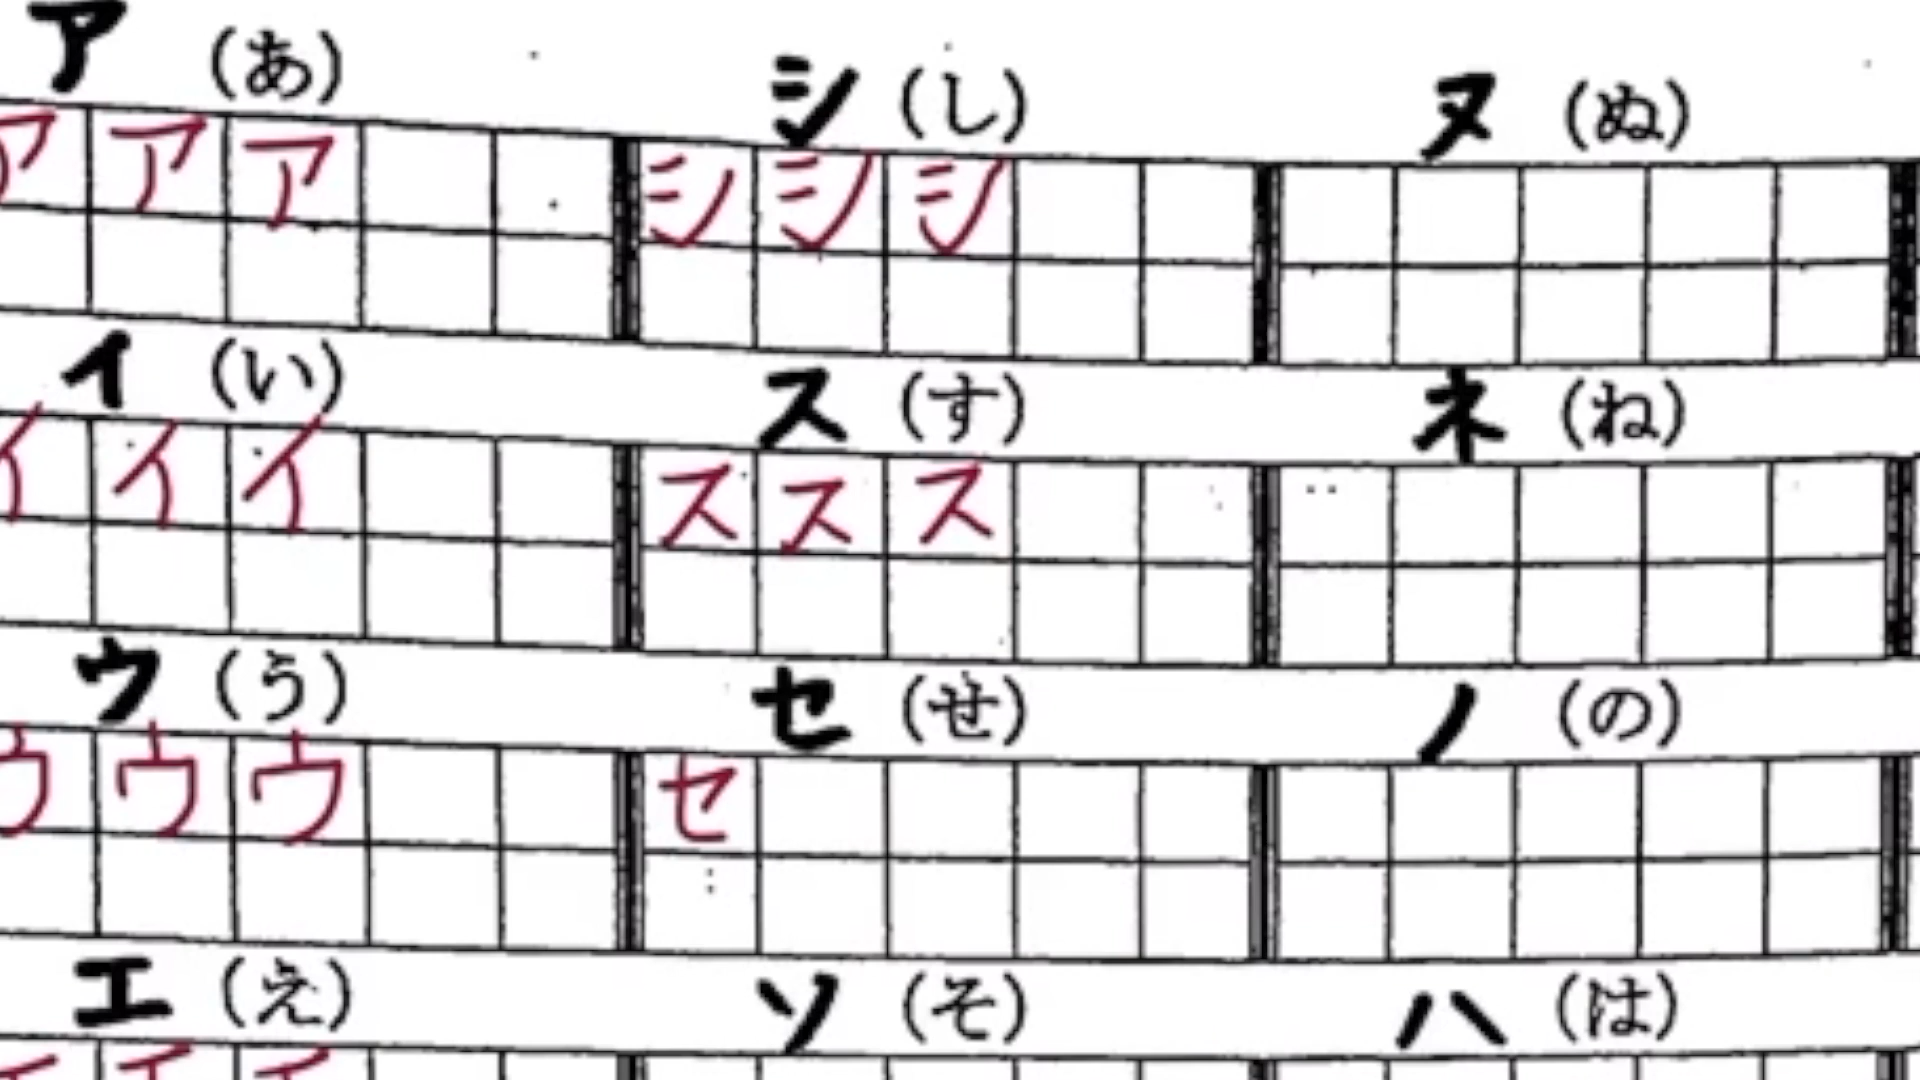 ア (あ) シ (し) ヌ (ぬ)
ア ア ア シ シ シ
イ (い) ス (す) ネ (ね)
イ イ イ ス ス ス
ウ (う) セ (せ) ノ (の)
ウ ウ ウ セ
エ (え) ソ (そ) ハ (は)